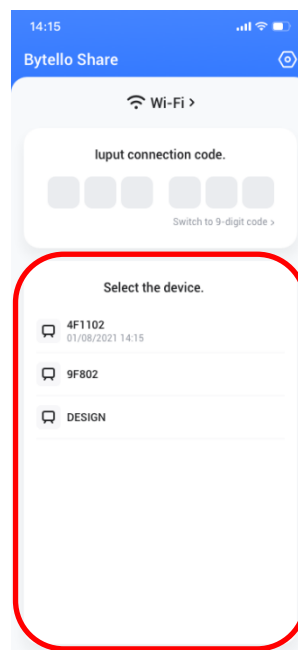 14:15
Bytello Share
Wi-Fi >
luput connection code.
Switch to 9-digit code >
Select the device.
4F1102
01/08/2021 14:15
9F802
DESIGN